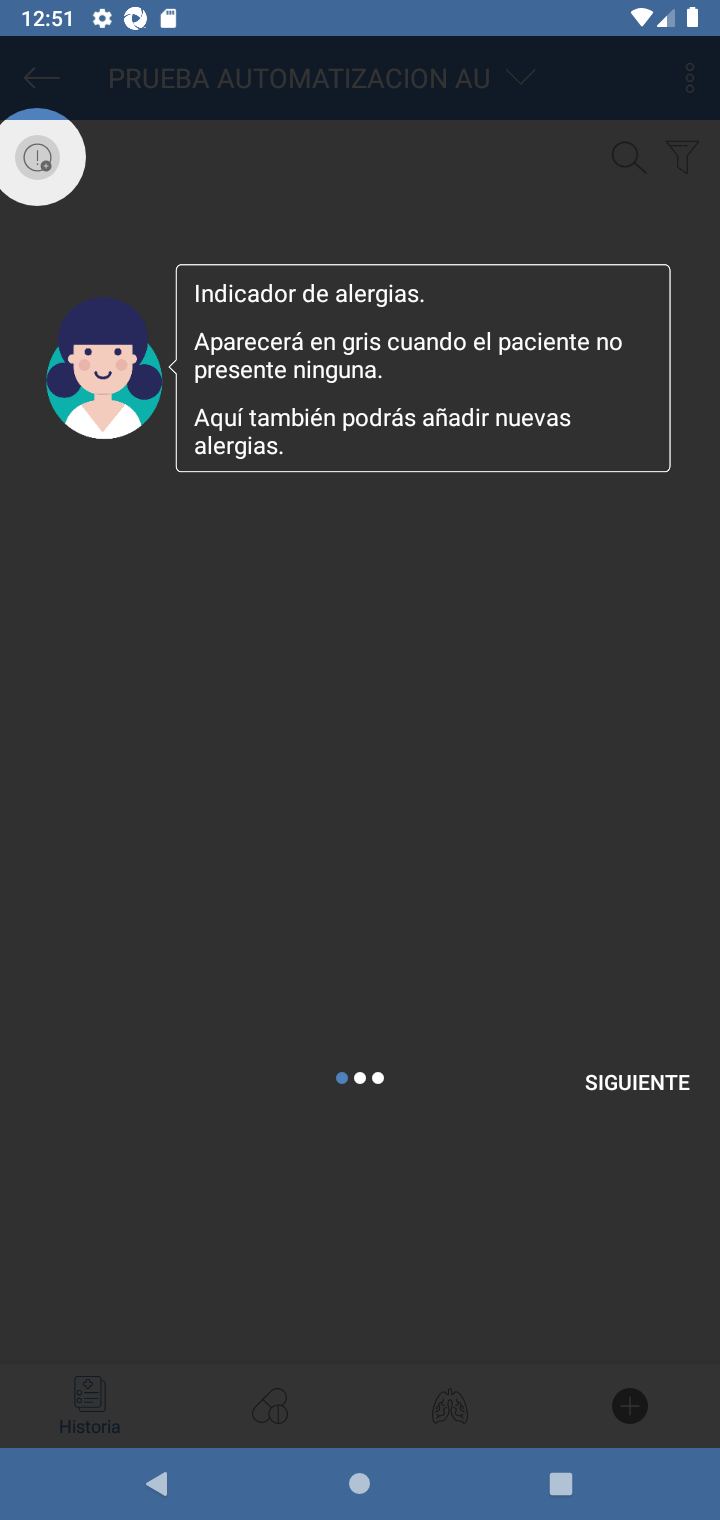 12:51
PRUEBA AUTOMATIZACION AU
Indicador de alergias.
Aparecerá en gris cuando el paciente no
presente ninguna.
Aquí también podrás añadir nuevas
alergias.
SIGUIENTE
Historia